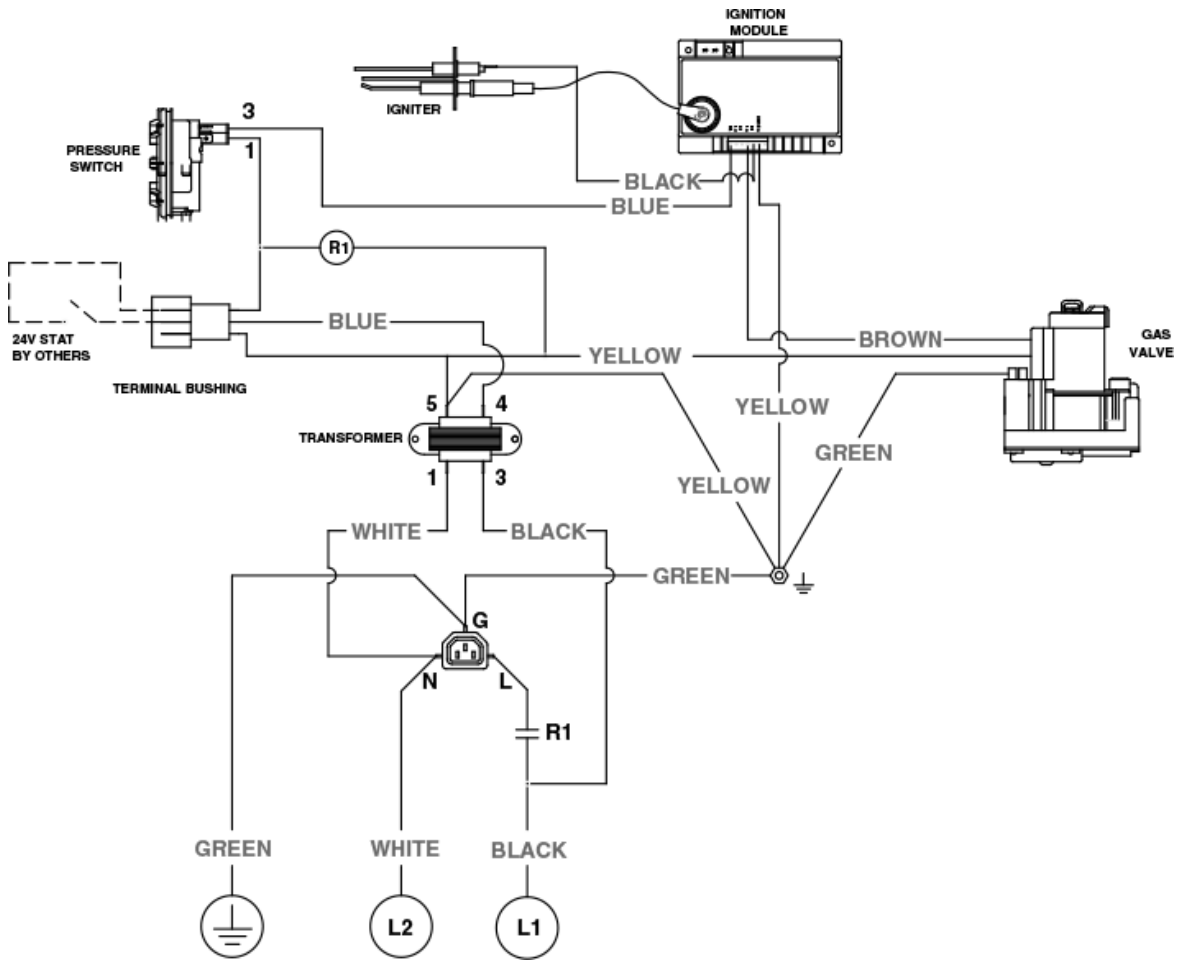 IGNITION
MODULE
IGNITER
3
PRESSURE
SWITCH
1
BLACK
BLUE
R1
BLUE
24V STAT
BY OTHERS
BROWN
GAS
VALVE
YELLOW
TERMINAL BUSHING
5
4
YELLOW
TRANSFORMER
GREEN
1
3
YELLOW
WHITE
BLACK
GREEN
G
N
L
R1
GREEN
WHITE
BLACK
L2
L1